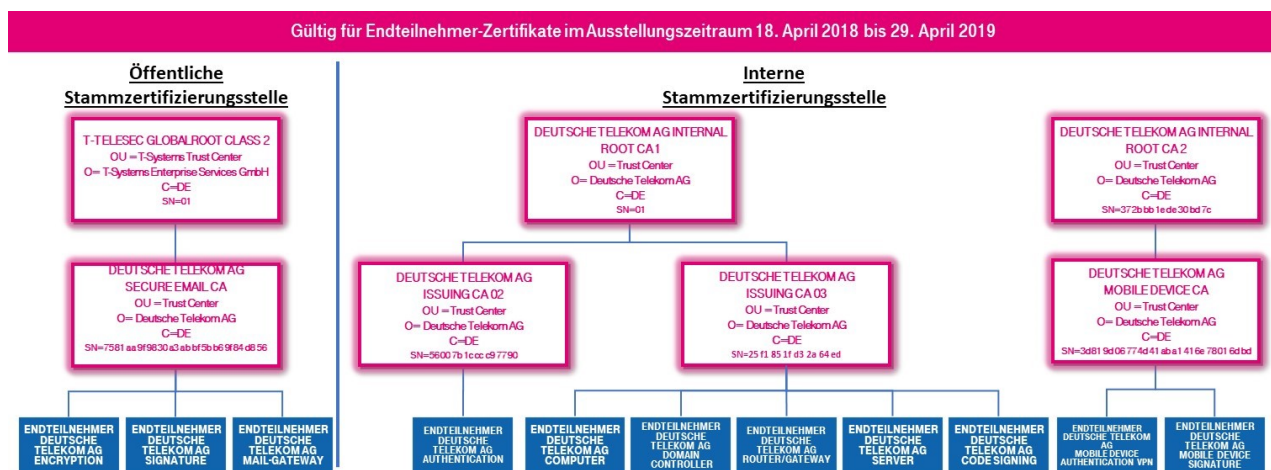 Gültig für Endteilnehmer-Zertifikate im Ausstellungszeitraum 18. April 2018 bis 29. April 2019
Öffentliche
Stammzertifizierungsstelle
Interne
Stammzertifizierungsstelle
T-TELESEC GLOBALROOT CLASS 2
OU = T-Systems Trust Center
O= T-Systems Enterprise Services GmbH
C=DE
SN=01
DEUTSCHE TELEKOM AG INTERNAL
ROOT CA 1
OU = Trust Center
O= Deutsche Telekom AG
C=DE
SN=01
DEUTSCHE TELEKOM AG INTERNAL
ROOT CA 2
OU = Trust Center
O= Deutsche Telekom AG
C=DE
SN=372bbb1ede30bd7c
DEUTSCHE TELEKOM AG
SECURE EMAIL CA
OU = Trust Center
O= Deutsche Telekom AG
C=DE
SN=7581aa9f9830a3abbf5bb69f84d856
DEUTSCHE TELEKOM AG
ISSUING CA 02
OU = Trust Center
O= Deutsche Telekom AG
C=DE
SN=56007b1cccc97790
DEUTSCHE TELEKOM AG
ISSUING CA 03
OU = Trust Center
O= Deutsche Telekom AG
C=DE
SN=25 f1 85 1f d3 2a 64 ed
DEUTSCHE TELEKOM AG
MOBILE DEVICE CA
OU = Trust Center
O= Deutsche Telekom AG
C=DE
SN=3d819d06774d41aba1416e78016dbd
ENDTEILNEHMER
DEUTSCHE
TELEKOM AG
ENCRYPTION
ENDTEILNEHMER
DEUTSCHE
TELEKOM AG
SIGNATURE
ENDTEILNEHMER
DEUTSCHE
TELEKOM AG
MAIL-GATEWAY
ENDTEILNEHMER
DEUTSCHE
TELEKOM AG
AUTHENTICATION
ENDTEILNEHMER
DEUTSCHE
TELEKOM AG
COMPUTER
ENDTEILNEHMER
DEUTSCHE
TELEKOM AG
DOMAIN
CONTROLLER
ENDTEILNEHMER
DEUTSCHE
TELEKOM AG
ROUTER/GATEWAY
ENDTEILNEHMER
DEUTSCHE
TELEKOM AG
SERVER
ENDTEILNEHMER
DEUTSCHE
TELEKOM AG
CODE SIGNING
ENDTEILNEHMER
DEUTSCHE TELEKOM
AG
MOBILE DEVICE
AUTHENTICATION VPN
ENDTEILNEHMER
DEUTSCHE
TELEKOM AG
MOBILE DEVICE
SIGNATURE